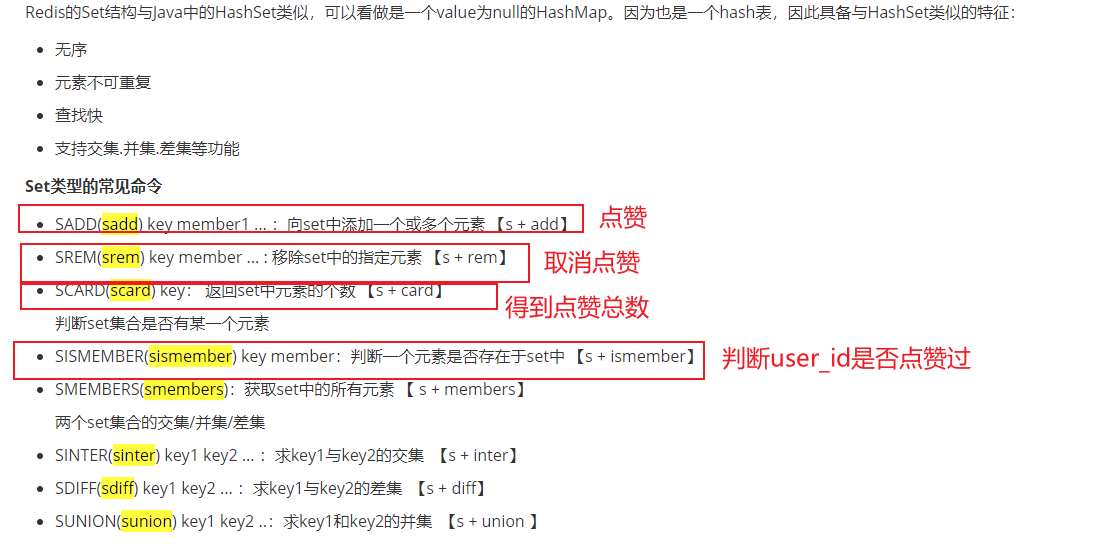 Redis的Set结构与Java中的HashSet类似，可以看做是一个value为null的HashMap。因为也是一个hash表，因此具备与HashSet类似的特征：
无序
元素不可重复
查找快
支持交集.并集.差集等功能
Set类型的常见命令
SADD(sadd) key member1 ... ：向set中添加一个或多个元素 【s + add】 点赞
SREM(srem) key member ... : 移除set中的指定元素 【s + rem】 取消点赞
SCARD(scard) key： 返回set中元素的个数 【s + card】 得到点赞总数
判断set集合是否有某一个元素
SISMEMBER(sismember) key member：判断一个元素是否存在于set中 【s + ismember】 判断user_id是否点赞过
SMEMBERS(smembers)：获取set中的所有元素 【 s + members】
两个set集合的交集/并集/差集
SINTER(sinter) key1 key2 ... ：求key1与key2的交集 【s + inter】
SDIFF(sdiff) key1 key2 ... ：求key1与key2的差集 【s + diff】
SUNION(sunion) key1 key2 ..：求key1和key2的并集 【s + union 】